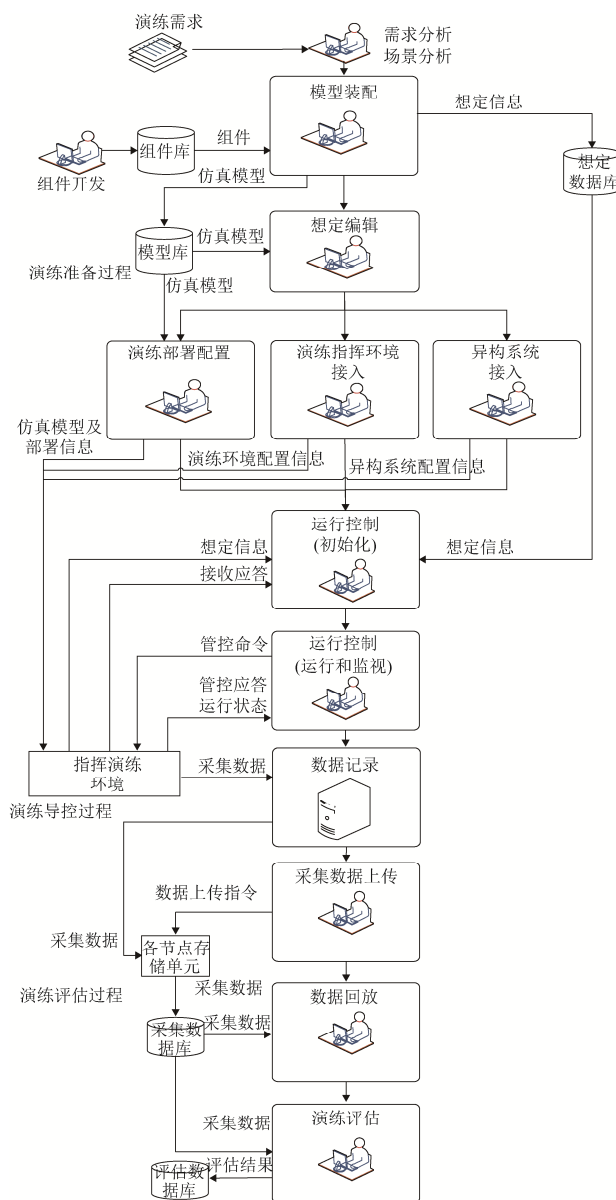 演练需求
需求分析
场景分析
模型装配
想定信息
组件
组件库
组件开发
想定
数据库
仿真模型
想定编辑
仿真模型
模型库
演练准备过程
仿真模型
演练部署配置
演练指挥环境
接入
异构系统
接入
仿真模型及
部署信息
演练环境配置信息
异构系统配置信息
运行控制
(初始化)
想定信息
想定信息
接收应答
运行控制
(运行和监视)
管控命令
管控应答
运行状态
指挥演练
环境
采集数据
数据记录
演练导控过程
采集数据上传
数据上传指令
采集数据
各节点存
储单元
演练评估过程
采集数据
数据回放
采集数据
采集数
据库
演练评估
采集数据
评估结果
评估数
据库